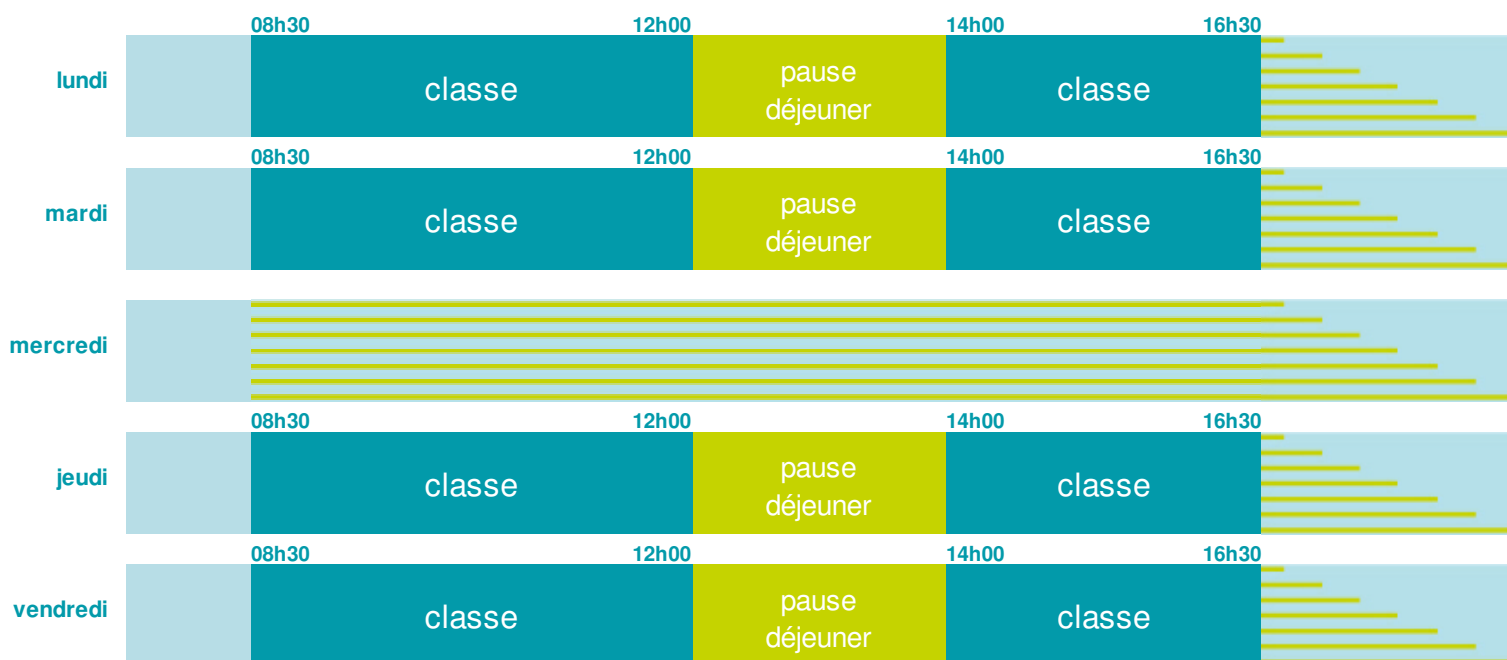 08h30 12h00 14h00 16h30
lundi classe pause déjeuner classe
08h30 12h00 14h00 16h30
mardi classe pause déjeuner classe
mercredi
08h30 12h00 14h00 16h30
jeudi classe pause déjeuner classe
08h30 12h00 14h00 16h30
vendredi classe pause déjeuner classe